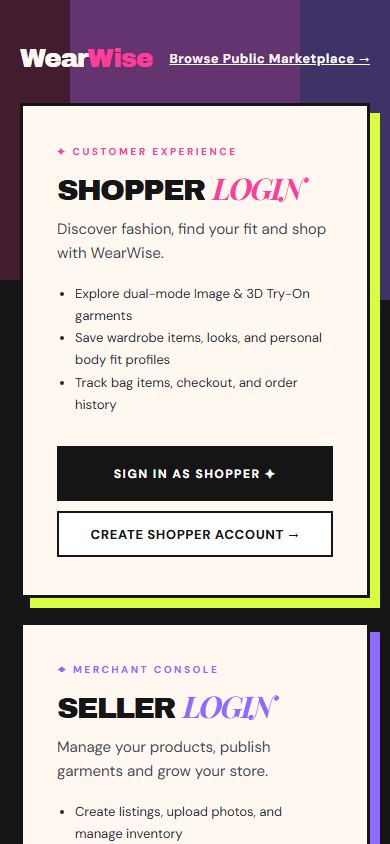 WearWise
Browse Public Marketplace →
✦ CUSTOMER EXPERIENCE
SHOPPER LOGIN
Discover fashion, find your fit and shop
with WearWise.
• Explore dual-mode Image & 3D Try-On
garments
• Save wardrobe items, looks, and personal
body fit profiles
• Track bag items, checkout, and order
history
SIGN IN AS SHOPPER ✦
CREATE SHOPPER ACCOUNT →
✦ MERCHANT CONSOLE
SELLER LOGIN
Manage your products, publish
garments and grow your store.
• Create listings, upload photos, and
manage inventory